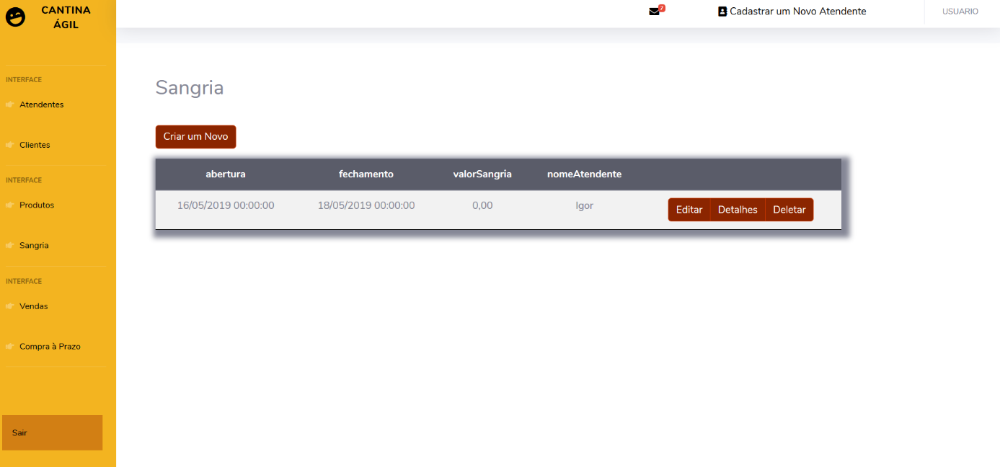 CANTINA
ÁGIL
7
Cadastrar um Novo Atendente
USUARIO
INTERFACE
Atendentes
Clientes
INTERFACE
Produtos
Sangria
INTERFACE
Vendas
Compra à Prazo
Sair
Sangria
Criar um Novo
abertura fechamento valorSangria nomeAtendente
16/05/2019 00:00:00 18/05/2019 00:00:00 0,00 Igor Editar Detalhes Deletar